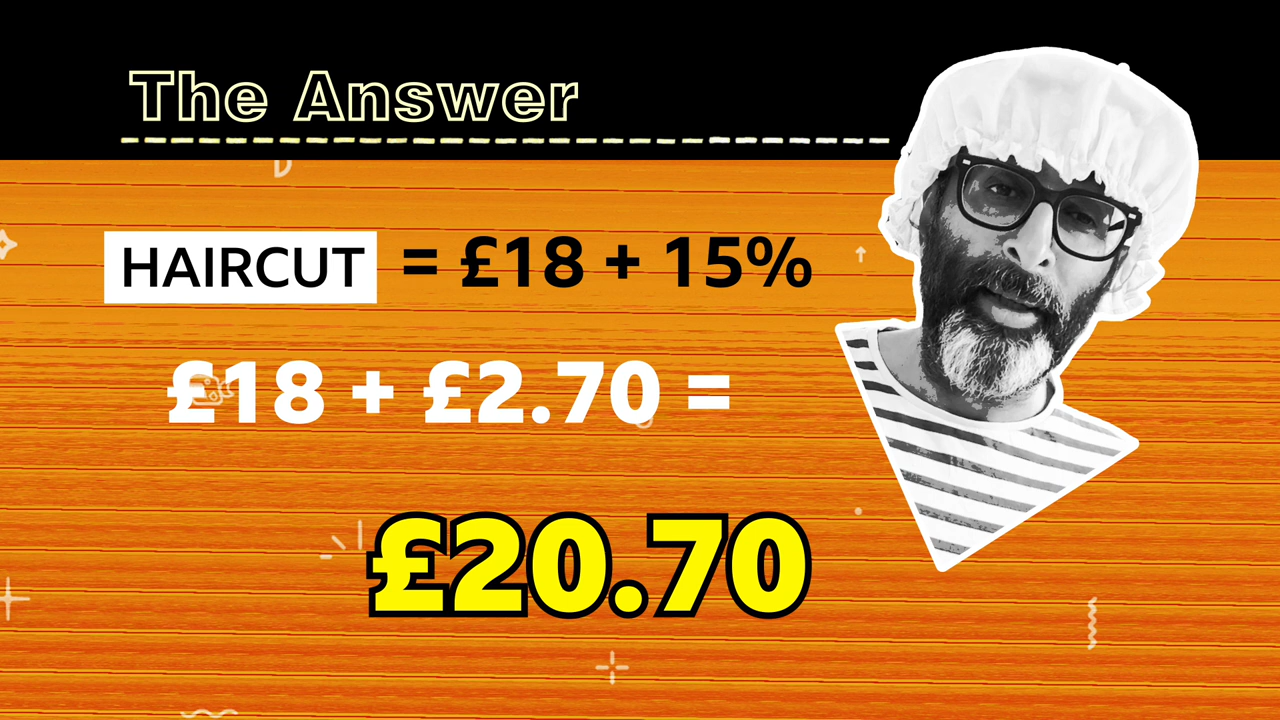 The Answer
HAIRCUT = £18 + 15%
£18 + £2.70 =
£20.70